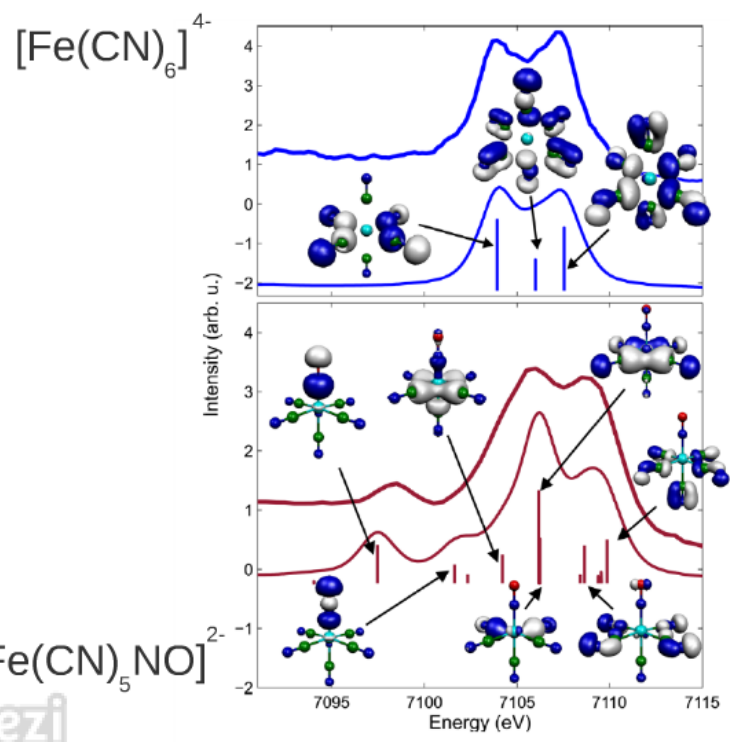 [Fe(CN)6]4-
4
3
2
1
0
−1
−2
Intensity (arb. u.)
4
3
2
1
0
−1
−2
Fe(CN)5NO]2-
7095 7100 7105 7110 7115
Energy (eV)
ezi